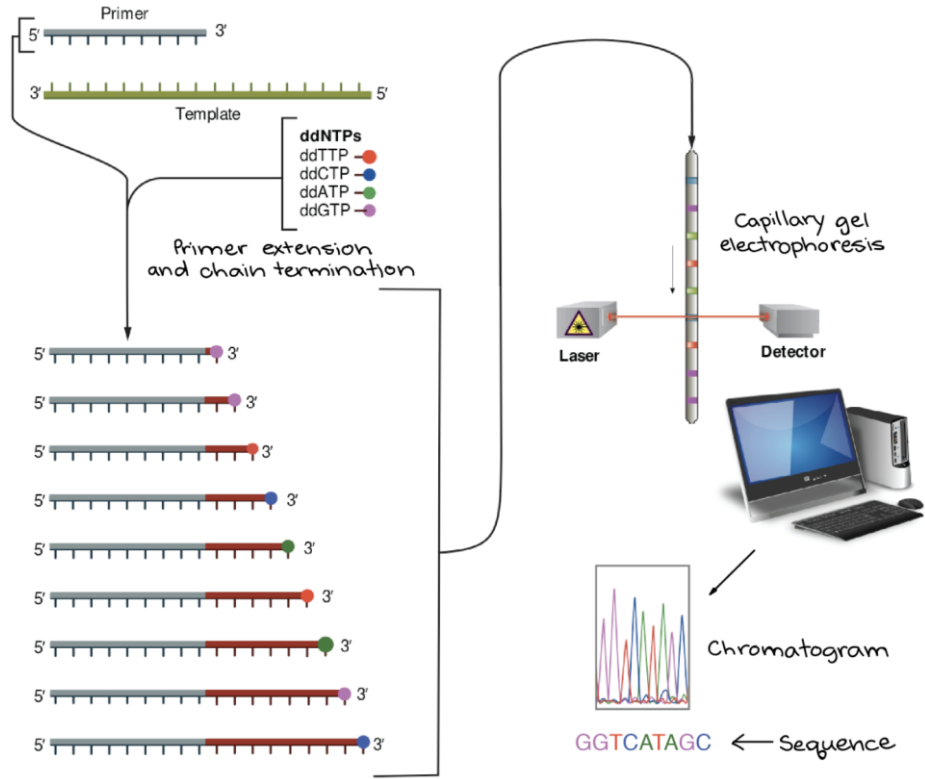 Primer
5′ 3′
3′ 5′
Template
ddNTPs
ddTTP
ddCTP
ddATP
ddGTP
Primer extension
and chain termination
5′ 3′
5′ 3′
5′ 3′
5′ 3′
5′ 3′
5′ 3′
5′ 3′
5′ 3′
5′ 3′
Capillary gel
electrophoresis
Laser
Detector
Chromatogram
GGTCATAGC
Sequence